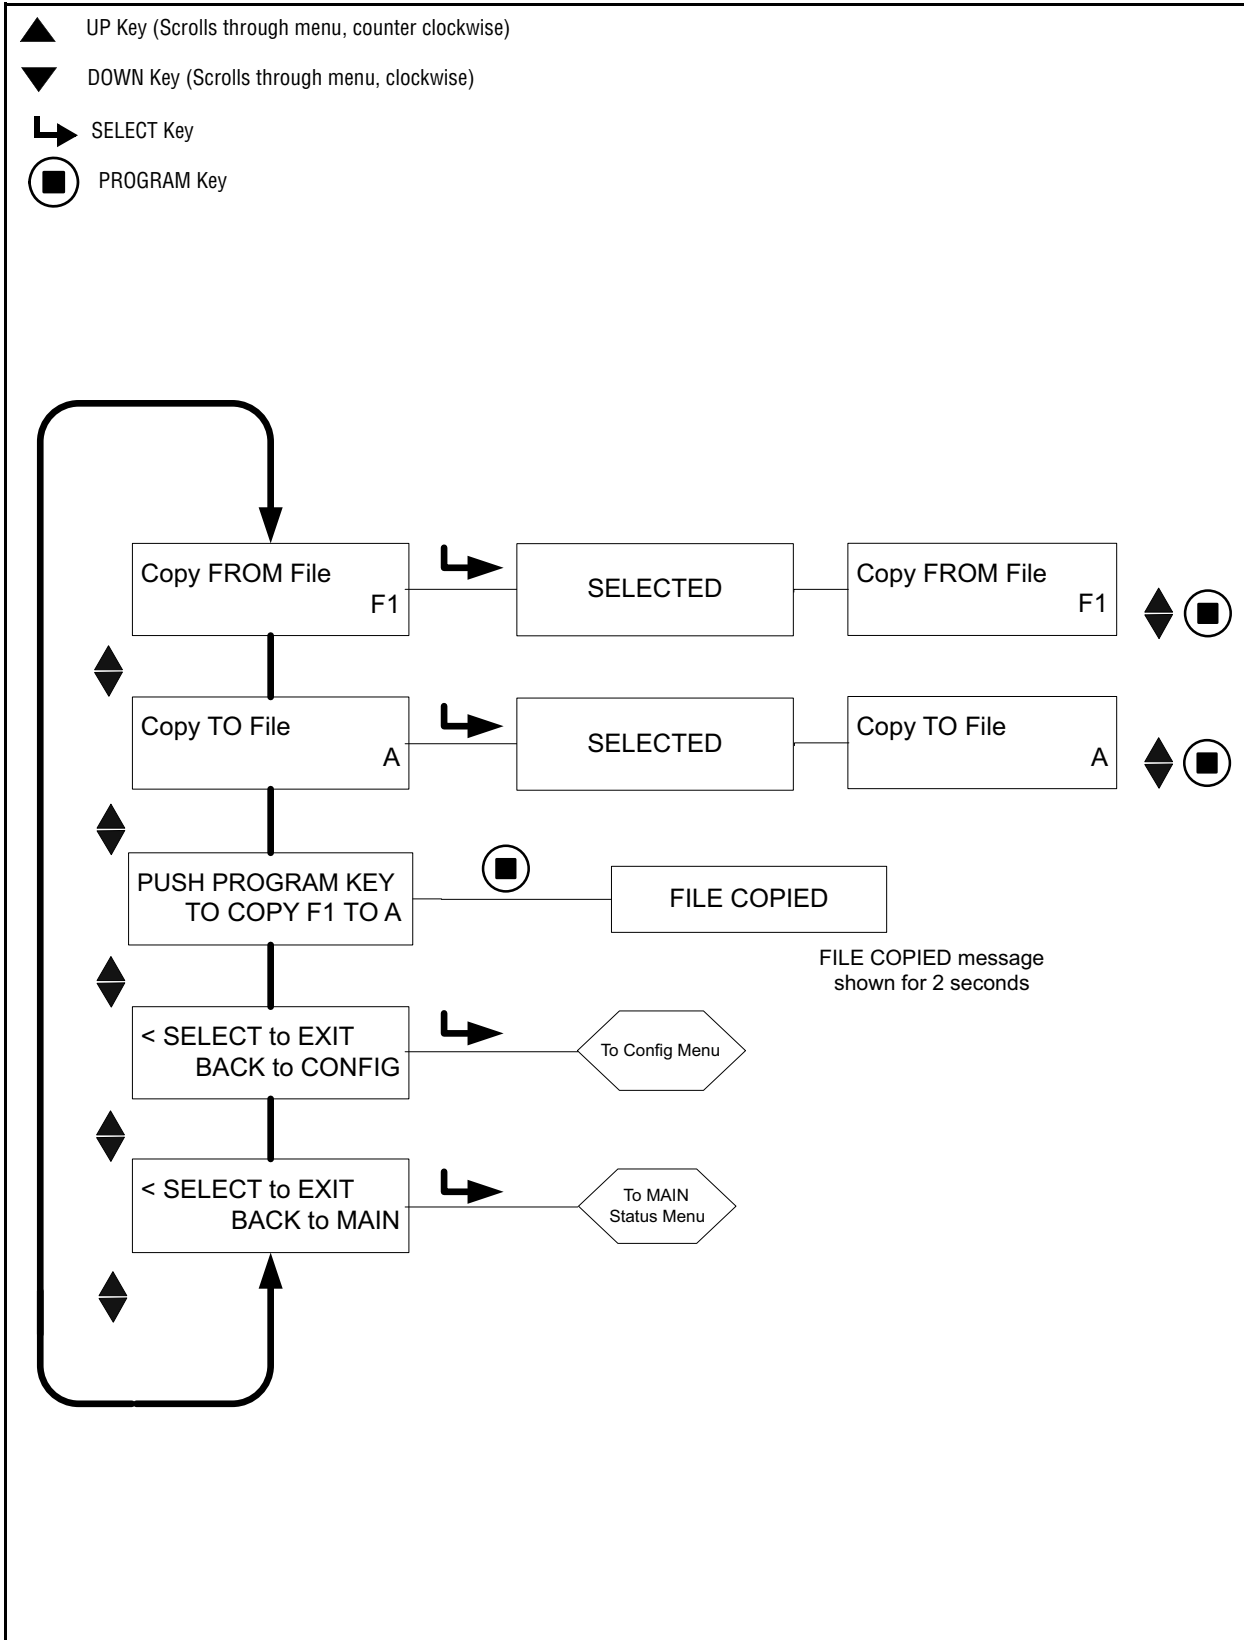 UP Key (Scrolls through menu, counter clockwise)
DOWN Key (Scrolls through menu, clockwise)
SELECT Key
PROGRAM Key
Copy FROM File
F1
SELECTED
Copy FROM File
F1
Copy TO File
A
SELECTED
Copy TO File
A
PUSH PROGRAM KEY
TO COPY F1 TO A
FILE COPIED
FILE COPIED message
shown for 2 seconds
< SELECT to EXIT
BACK to CONFIG
To Config Menu
< SELECT to EXIT
BACK to MAIN
To MAIN
Status Menu